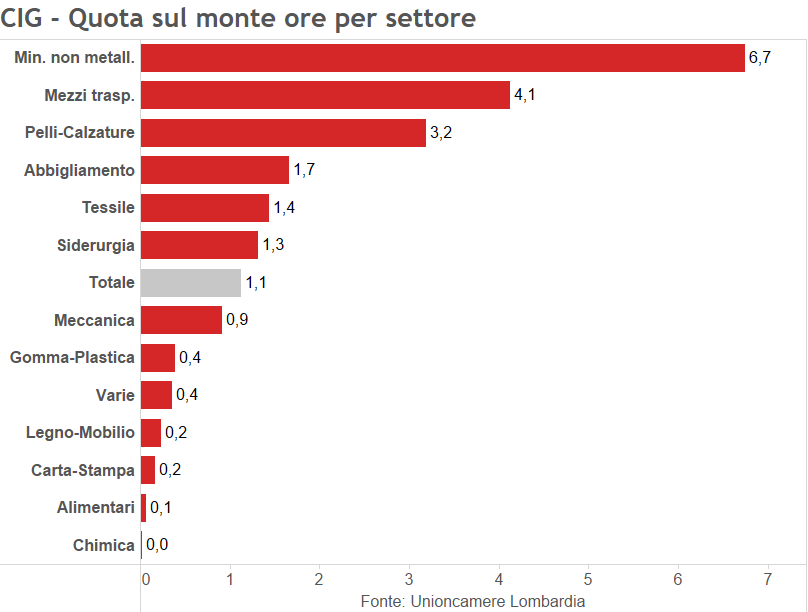 CIG - Quota sul monte ore per settore
Min. non metall. 6,7
Mezzi trasp. 4,1
Pelli-Calzature 3,2
Abbigliamento 1,7
Tessile 1,4
Siderurgia 1,3
Totale 1,1
Meccanica 0,9
Gomma-Plastica 0,4
Varie 0,4
Legno-Mobilio 0,2
Carta-Stampa 0,2
Alimentari 0,1
Chimica 0,0
0 1 2 3 4 5 6 7
Fonte: Unioncamere Lombardia